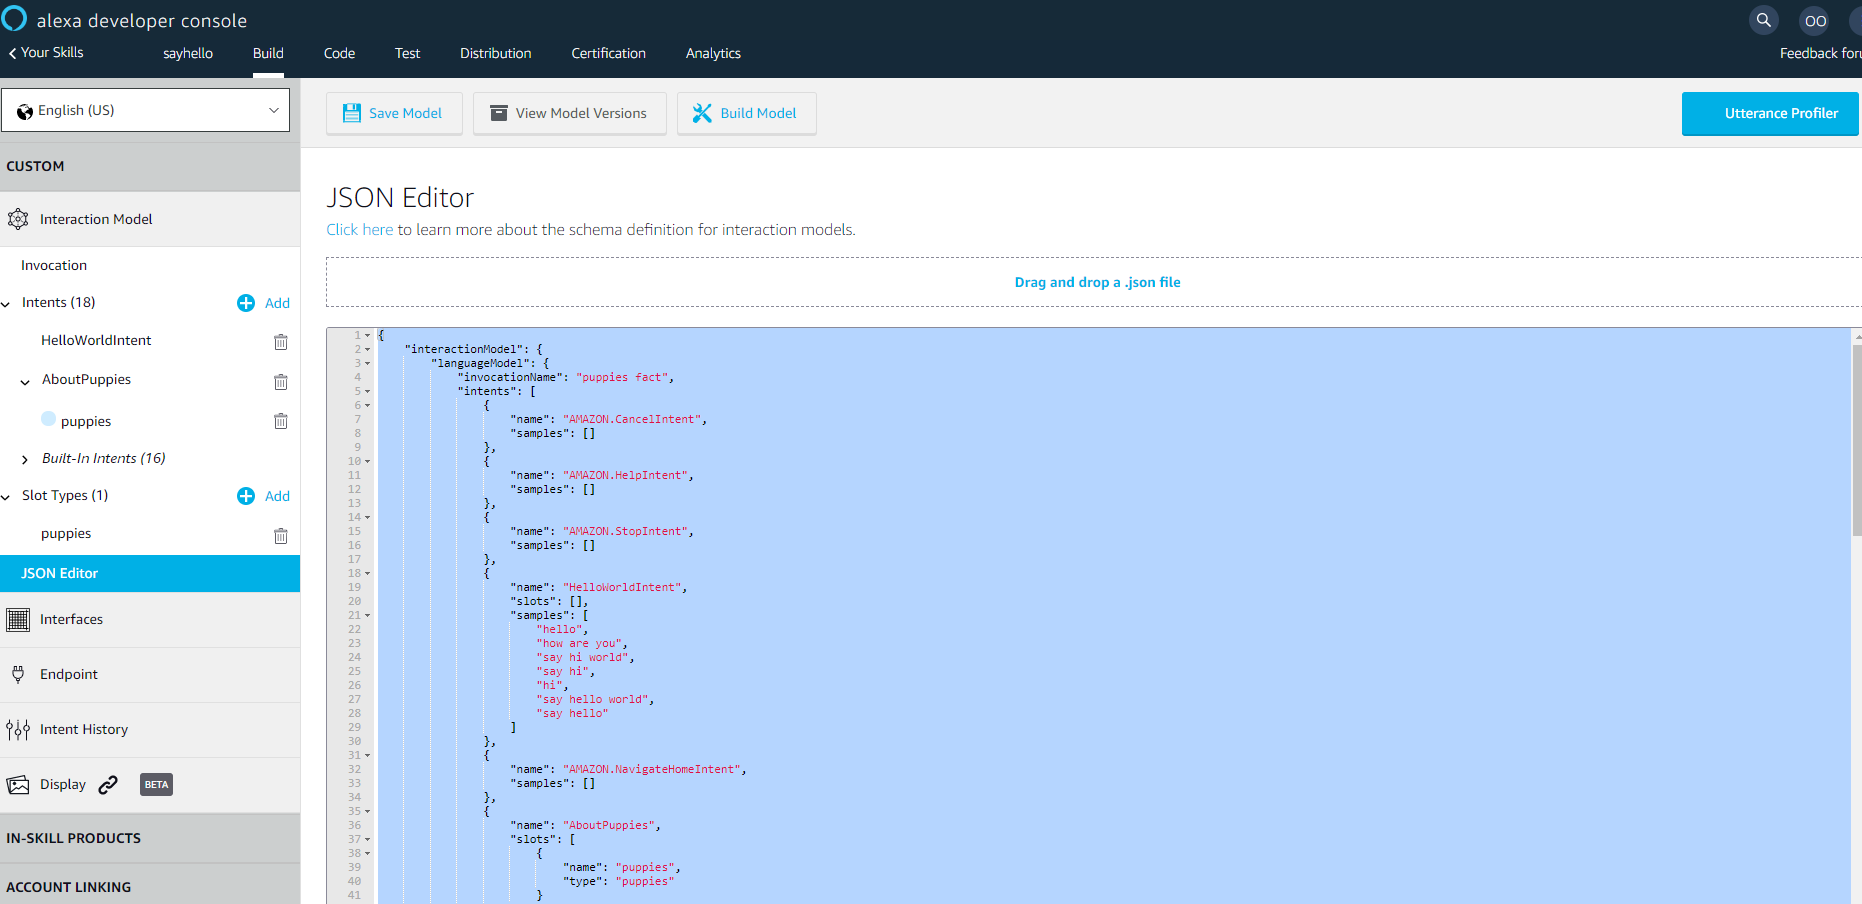 alexa developer console
OO
Your Skills
sayhello
Build
Code
Test
Distribution
Certification
Analytics
Feedback foru
English (US)
Save Model
View Model Versions
Build Model
Utterance Profiler
CUSTOM
Interaction Model
Invocation
Intents (18)
Add
HelloWorldIntent
AboutPuppies
puppies
Built-In Intents (16)
Slot Types (1)
Add
puppies
JSON Editor
Interfaces
Endpoint
Intent History
Display
BETA
IN-SKILL PRODUCTS
ACCOUNT LINKING
JSON Editor
Click here to learn more about the schema definition for interaction models.
Drag and drop a .json file
1 {
2 "interactionModel": {
3 "languageModel": {
4 "invocationName": "puppies fact",
5 "intents": [
6 {
7 "name": "AMAZON.CancelIntent",
8 "samples": []
9 },
10 {
11 "name": "AMAZON.HelpIntent",
12 "samples": []
13 },
14 {
15 "name": "AMAZON.StopIntent",
16 "samples": []
17 },
18 {
19 "name": "HelloWorldIntent",
20 "slots": [],
21 "samples": [
22 "hello",
23 "how are you",
24 "say hi world",
25 "say hi",
26 "hi",
27 "say hello world",
28 "say hello"
29 ]
30 },
31 {
32 "name": "AMAZON.NavigateHomeIntent",
33 "samples": []
34 },
35 {
36 "name": "AboutPuppies",
37 "slots": [
38 {
39 "name": "puppies",
40 "type": "puppies"
41 }